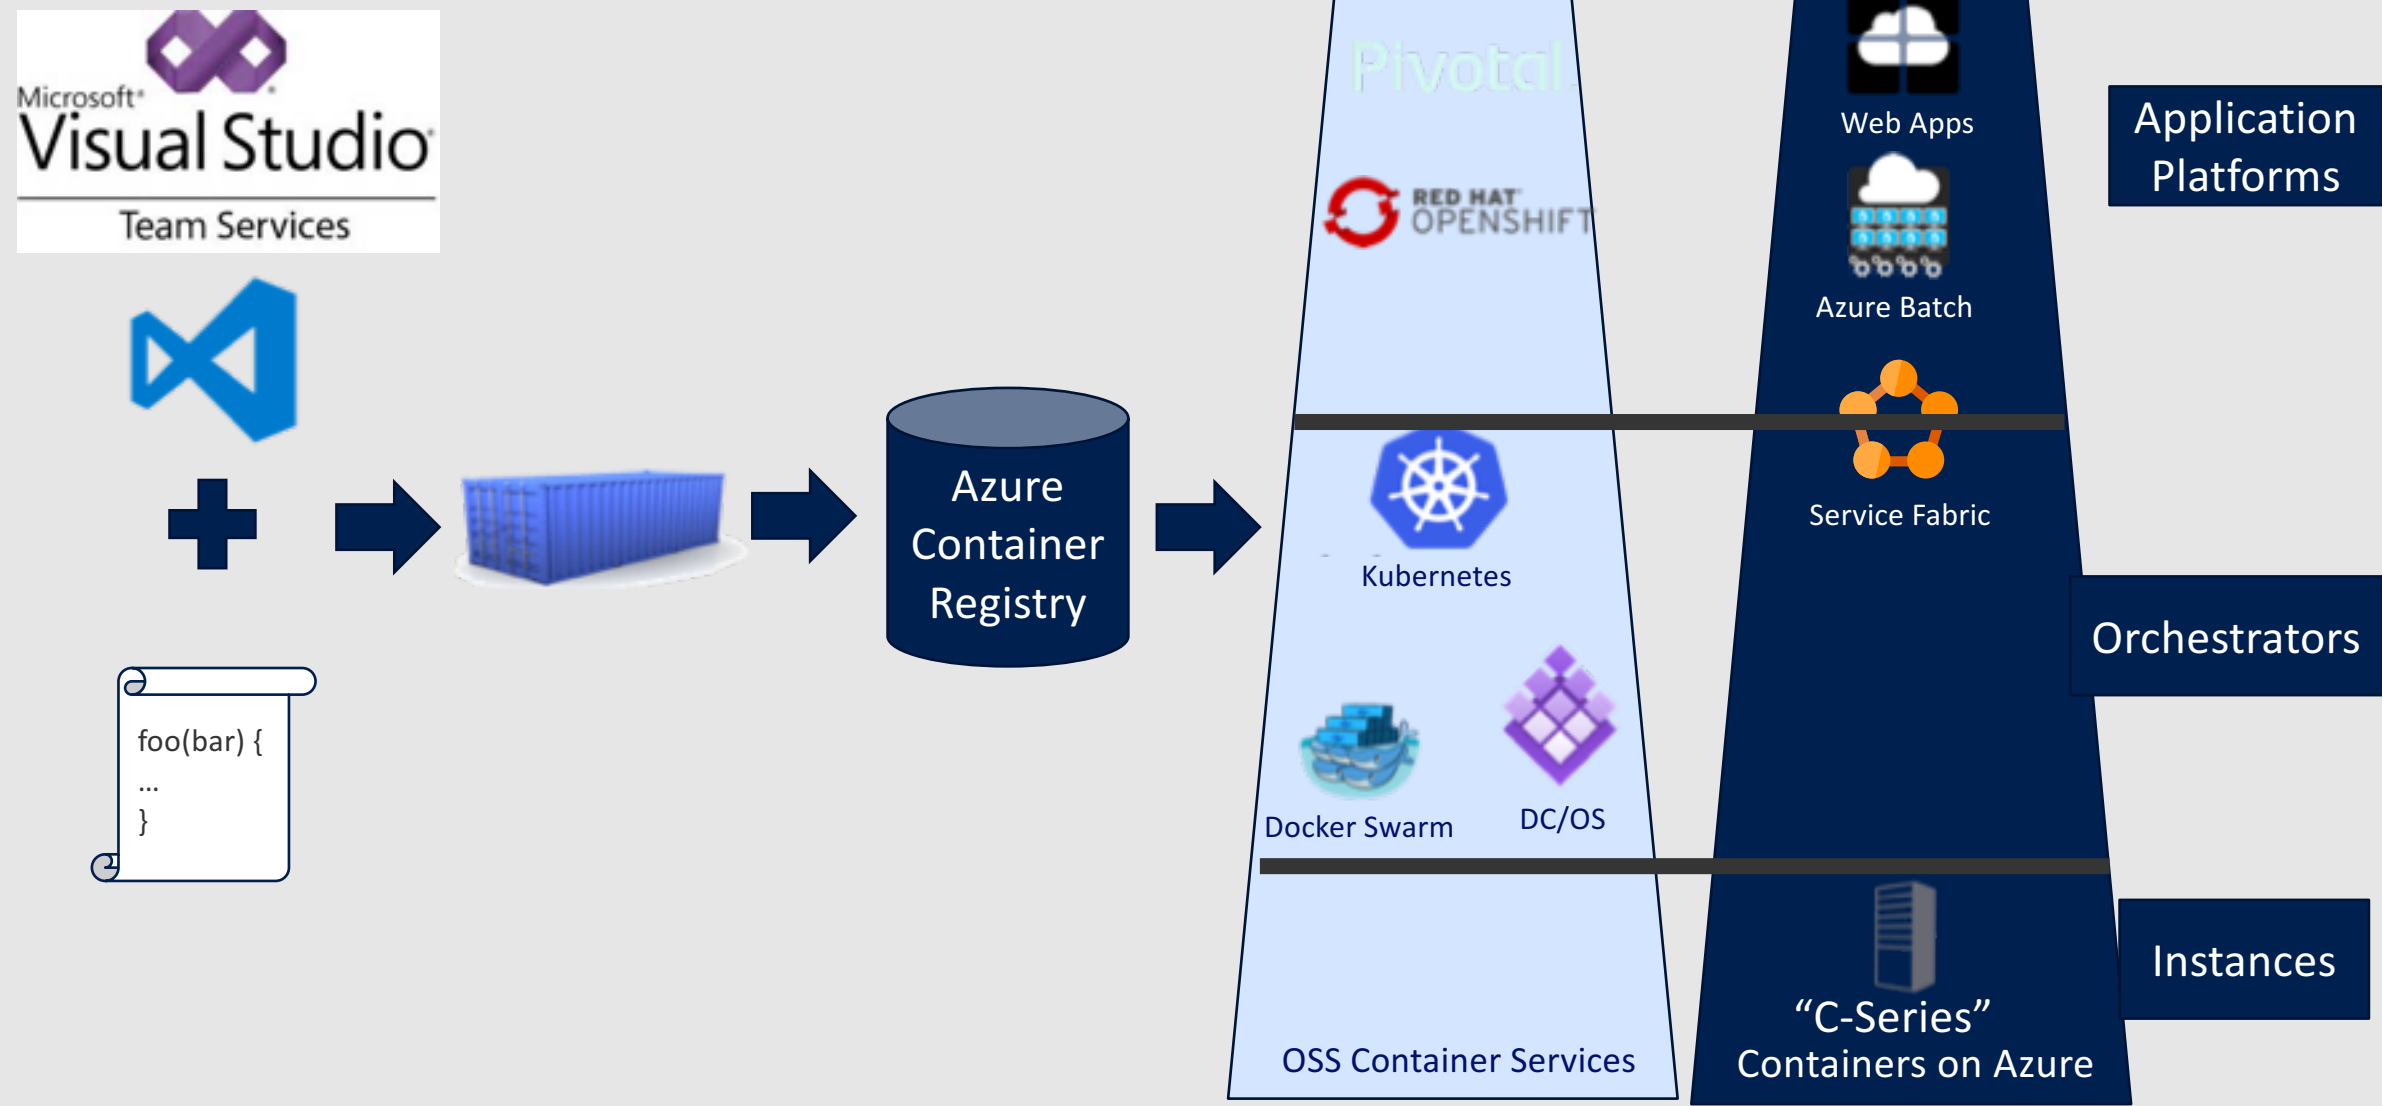 Microsoft
Visual Studio
Team Services
foo(bar) {
...
}
Azure
Container
Registry
Pivotal
RED HAT
OPENSHIFT
Kubernetes
Docker Swarm
DC/OS
OSS Container Services
Web Apps
Azure Batch
Service Fabric
“C-Series”
Containers on Azure
Application
Platforms
Orchestrators
Instances